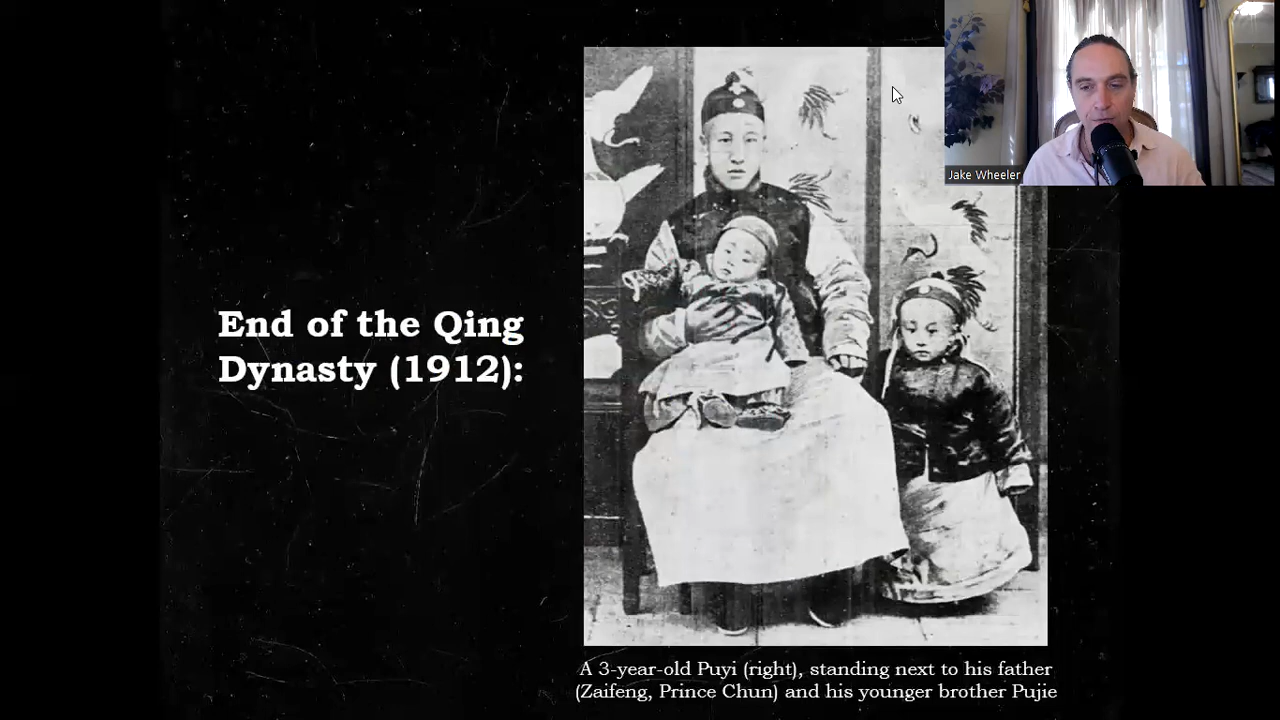 Jake Wheeler
End of the Qing
Dynasty (1912):
A 3-year-old Puyi (right), standing next to his father
(Zaifeng, Prince Chun) and his younger brother Pujie